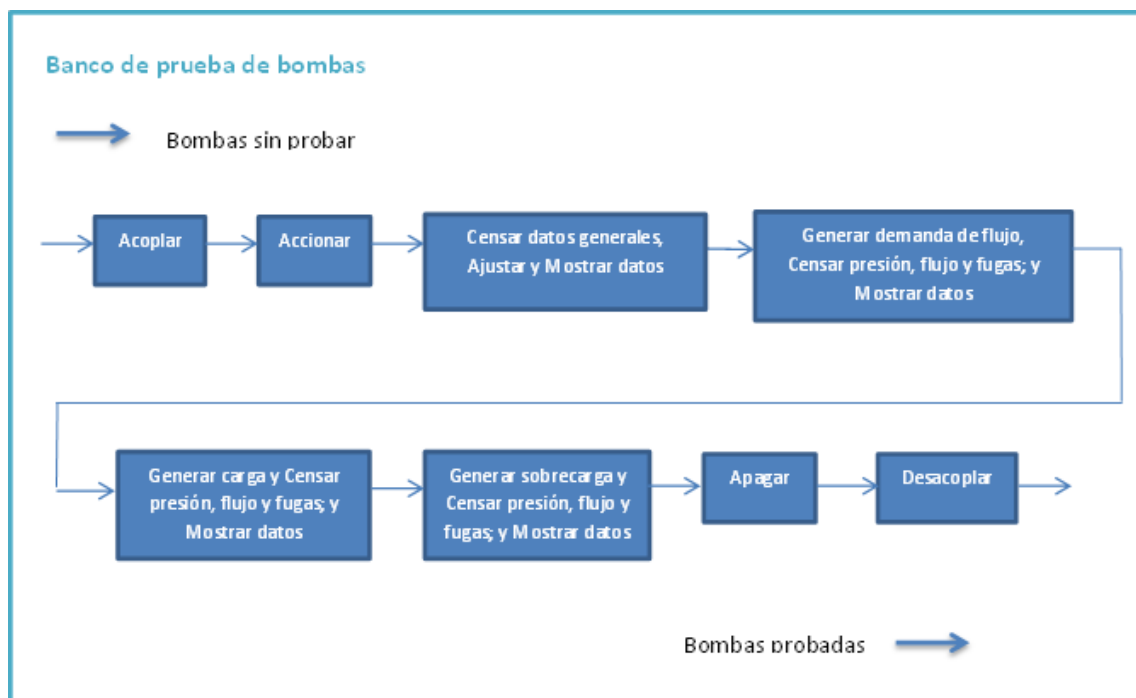 Banco de prueba de bombas
Bombas sin probar
Acoplar
Accionar
Censar datos generales,
Ajustar y Mostrar datos
Generar demanda de flujo,
Censar presión, flujo y fugas; y
Mostrar datos
Generar carga y Censar
presión, flujo y fugas; y
Mostrar datos
Generar sobrecarga y
Censar presión, flujo y
fugas; y Mostrar datos
Apagar
Desacoplar
Bombas probadas